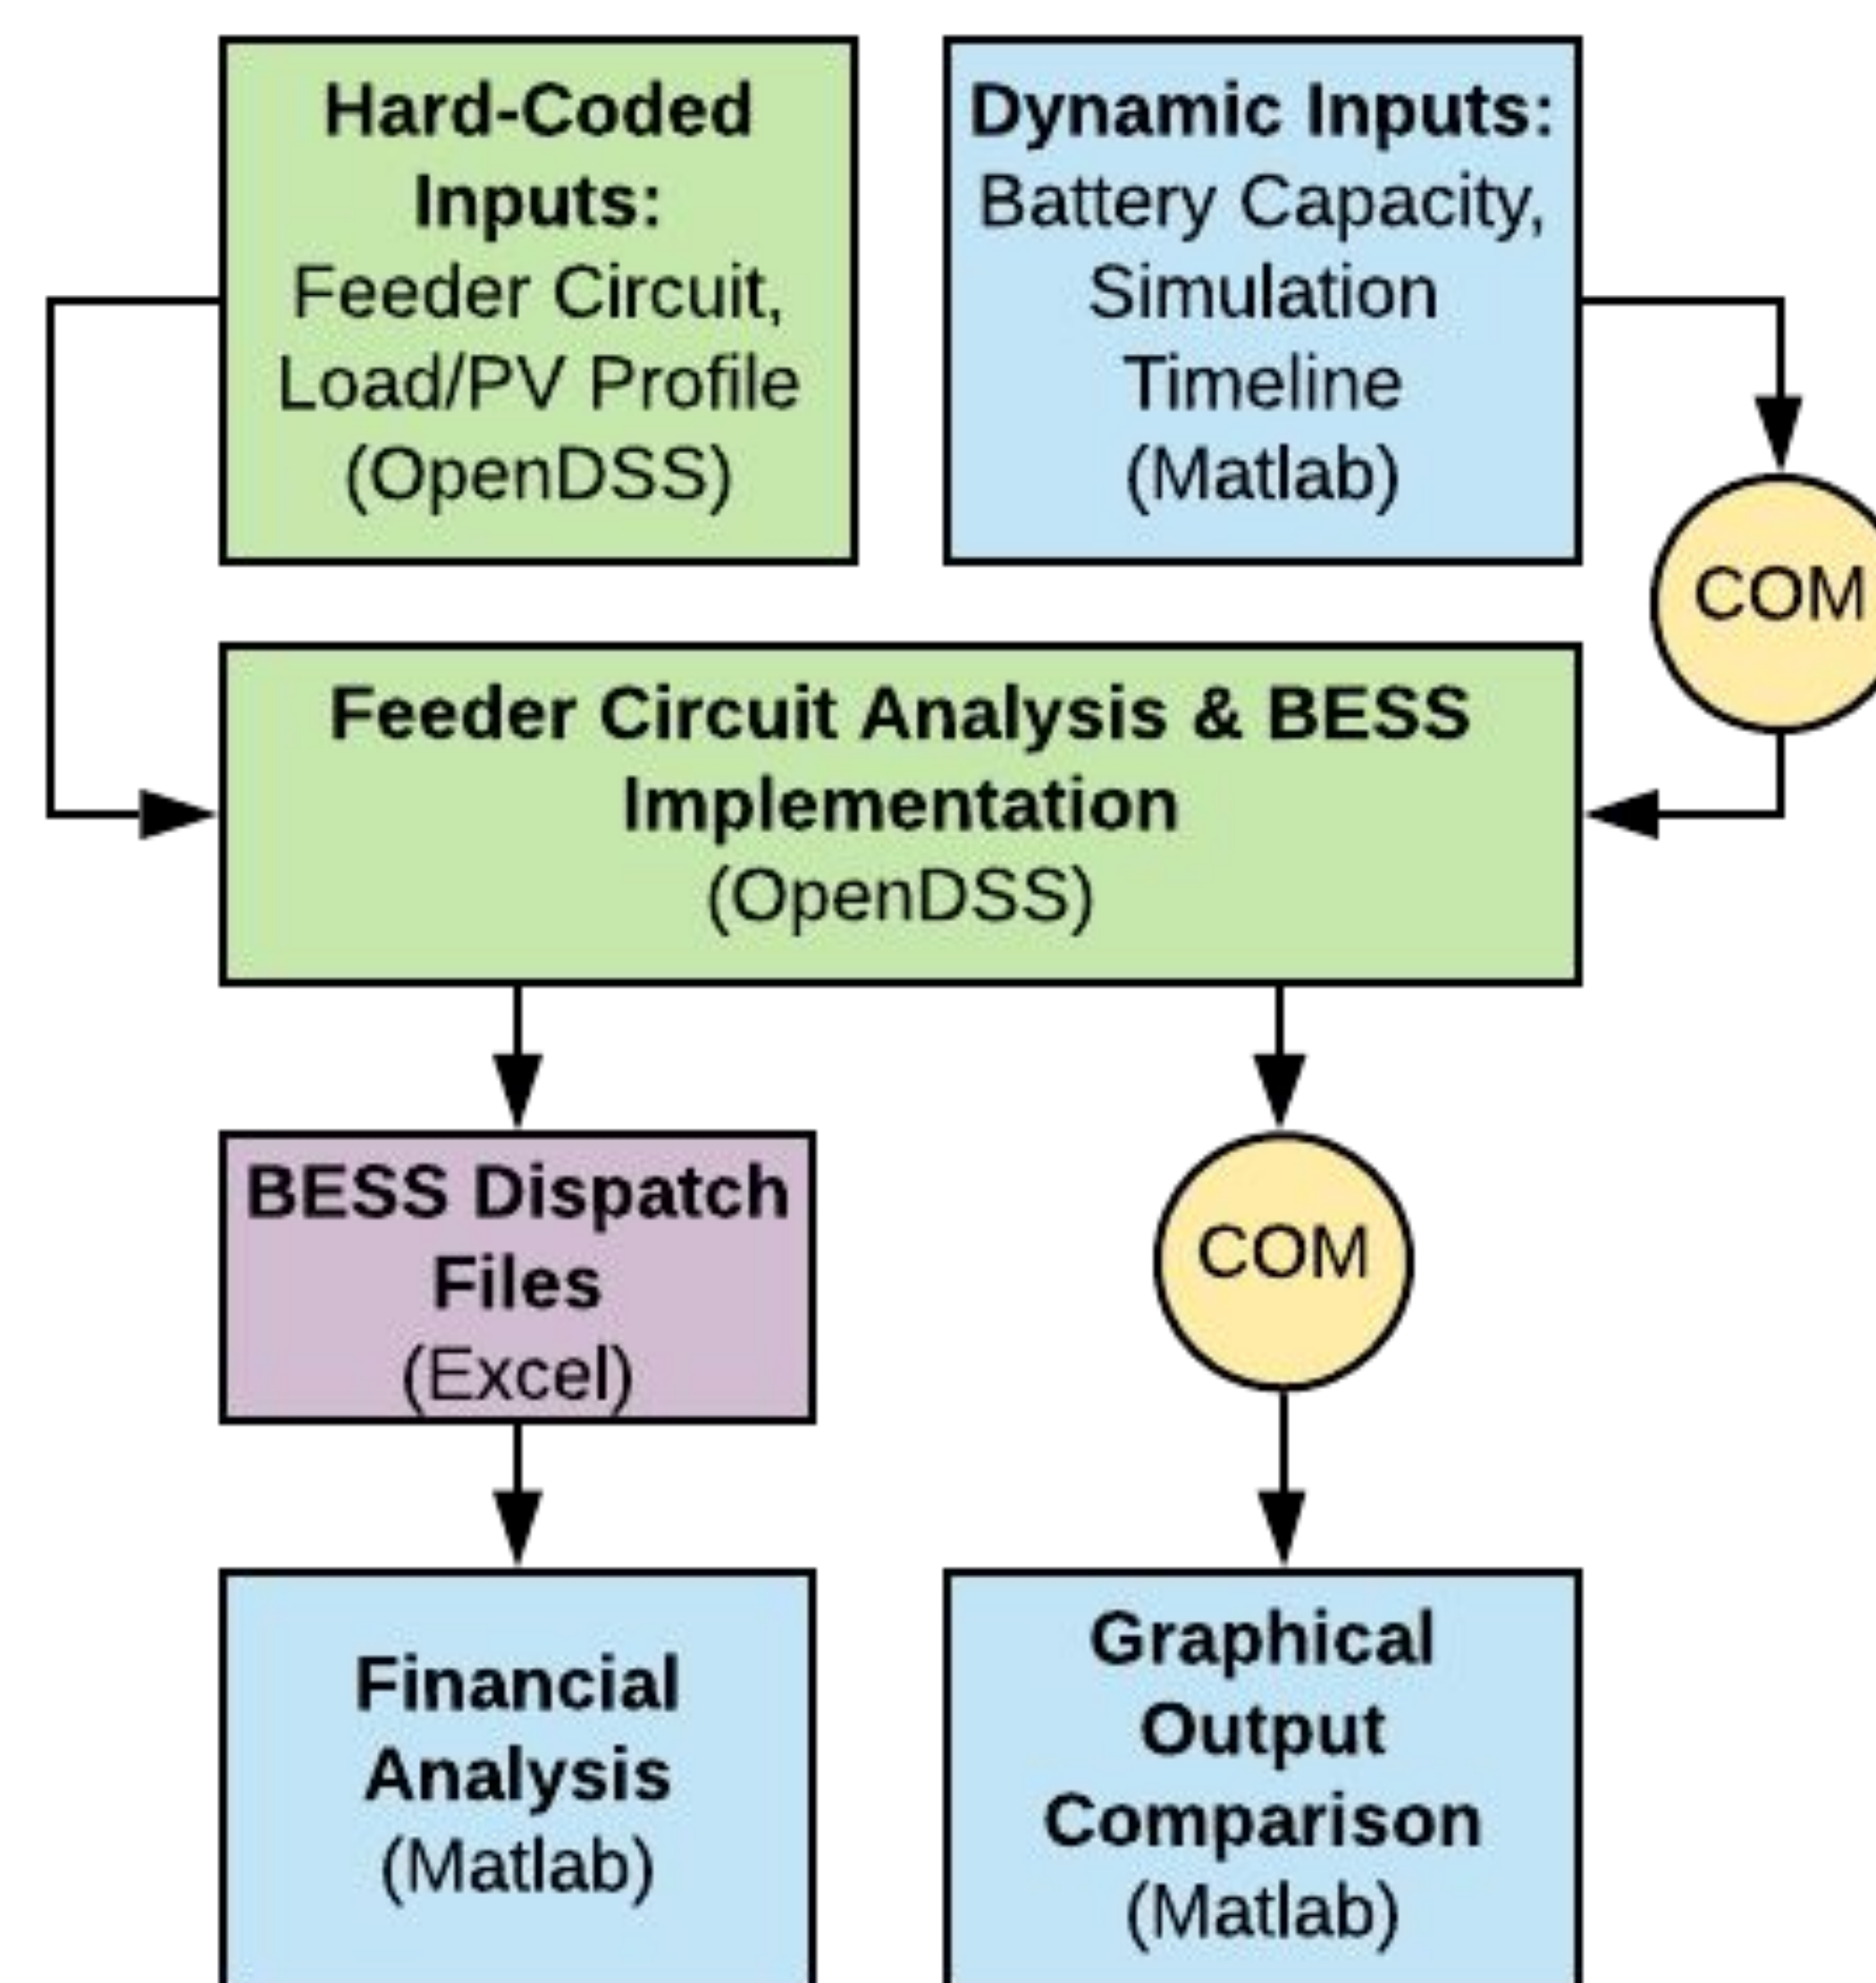 Hard-Coded
Inputs:
Feeder Circuit,
Load/PV Profile
(OpenDSS)
Dynamic Inputs:
Battery Capacity,
Simulation
Timeline
(Matlab)
COM
Feeder Circuit Analysis & BESS
Implementation
(OpenDSS)
BESS Dispatch
Files
(Excel)
COM
Financial
Analysis
(Matlab)
Graphical
Output
Comparison
(Matlab)